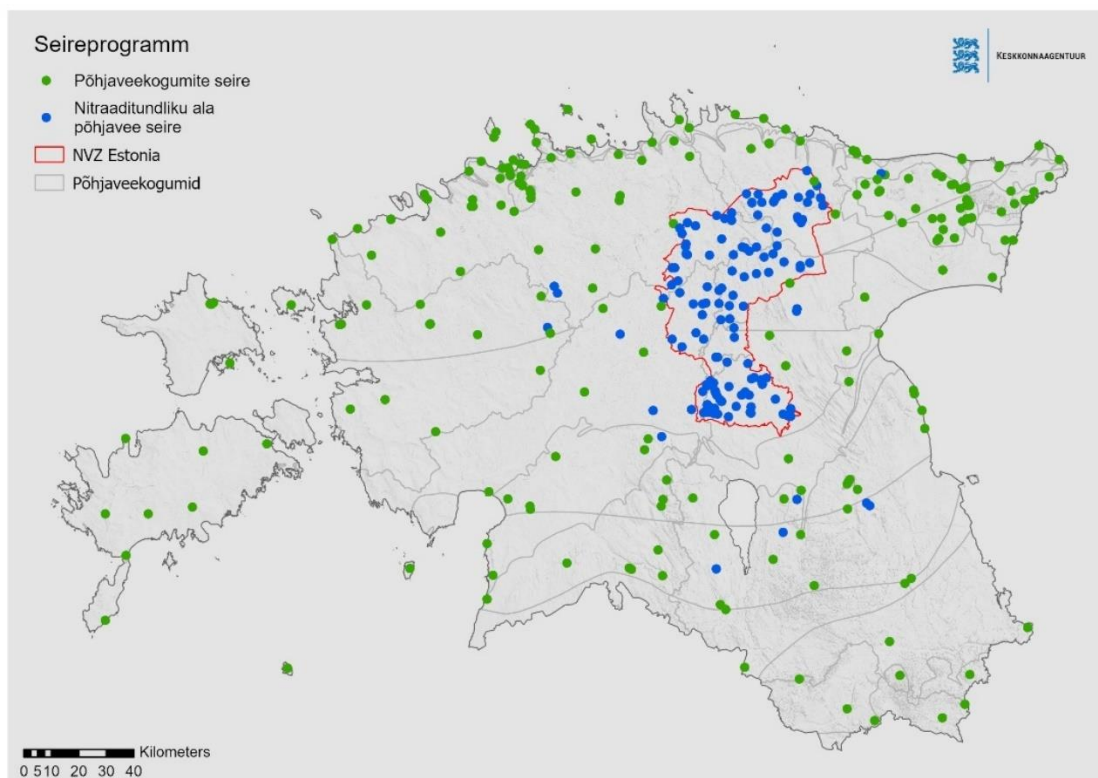 Seireprogramm
Põhjaveekogumite seire
Nitraaditundliku ala
põhjavee seire
NVZ Estonia
Põhjaveekogumid
KESKKONNAAGENTUUR
Kilometers
0 5 10 20 30 40